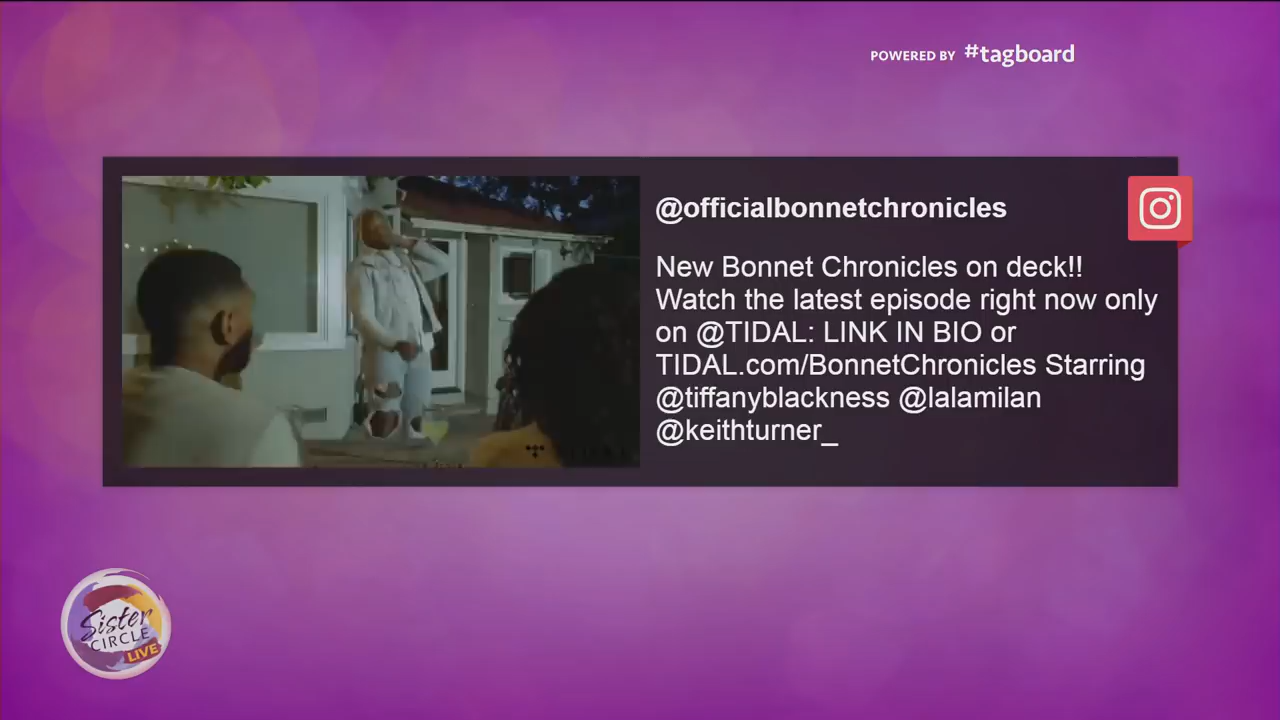 POWERED BY #tagboard
@officialbonnetchronicles
New Bonnet Chronicles on deck!!
Watch the latest episode right now only
on @TIDAL: LINK IN BIO or
TIDAL.com/BonnetChronicles Starring
@tiffanyblackness @lalamilan
@keithturner_
Sister
CIRCLE
LIVE